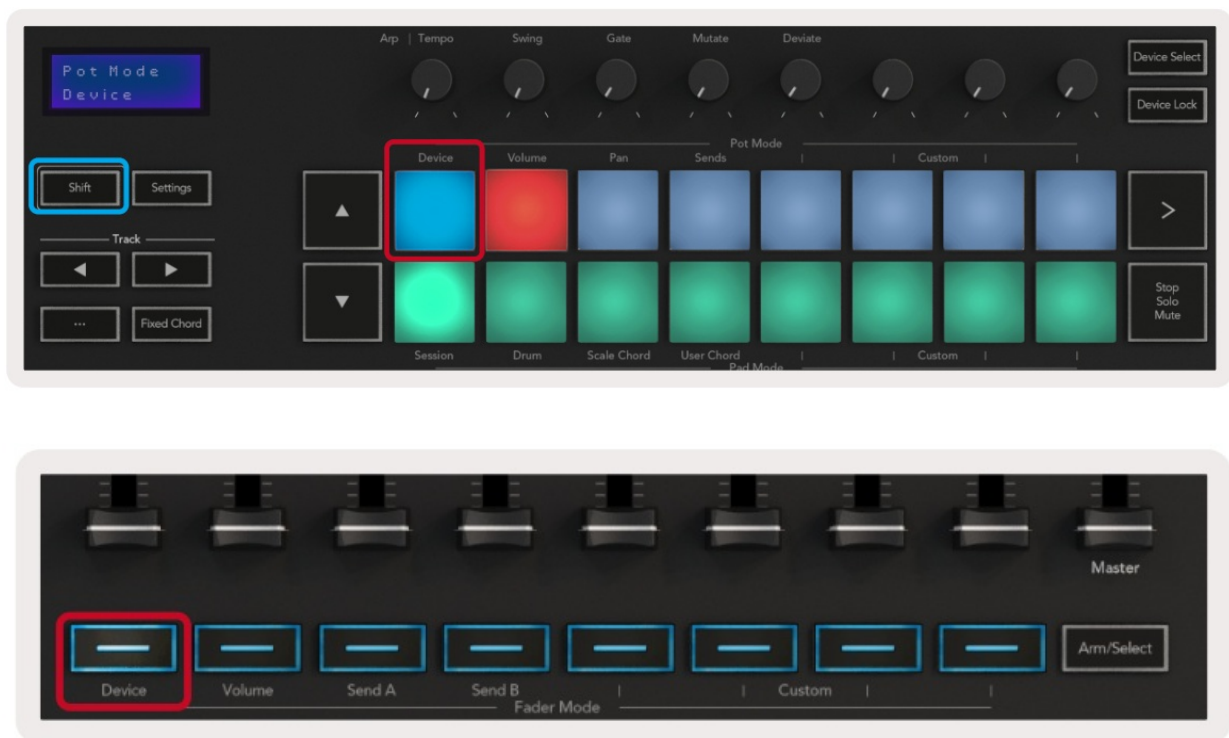 Arp | Tempo Swing Gate Mutate Deviate
Pot Mode
Device
Device Select
Device Lock
Pot Mode
Device Volume Pan Sends Custom
Shift Settings
Track
... Fixed Chord
>
Stop
Solo
Mute
Session Drum Scale Chord User Chord Custom
Pad Mode
Master
Arm/Select
Device Volume Send A Send B Custom
Fader Mode